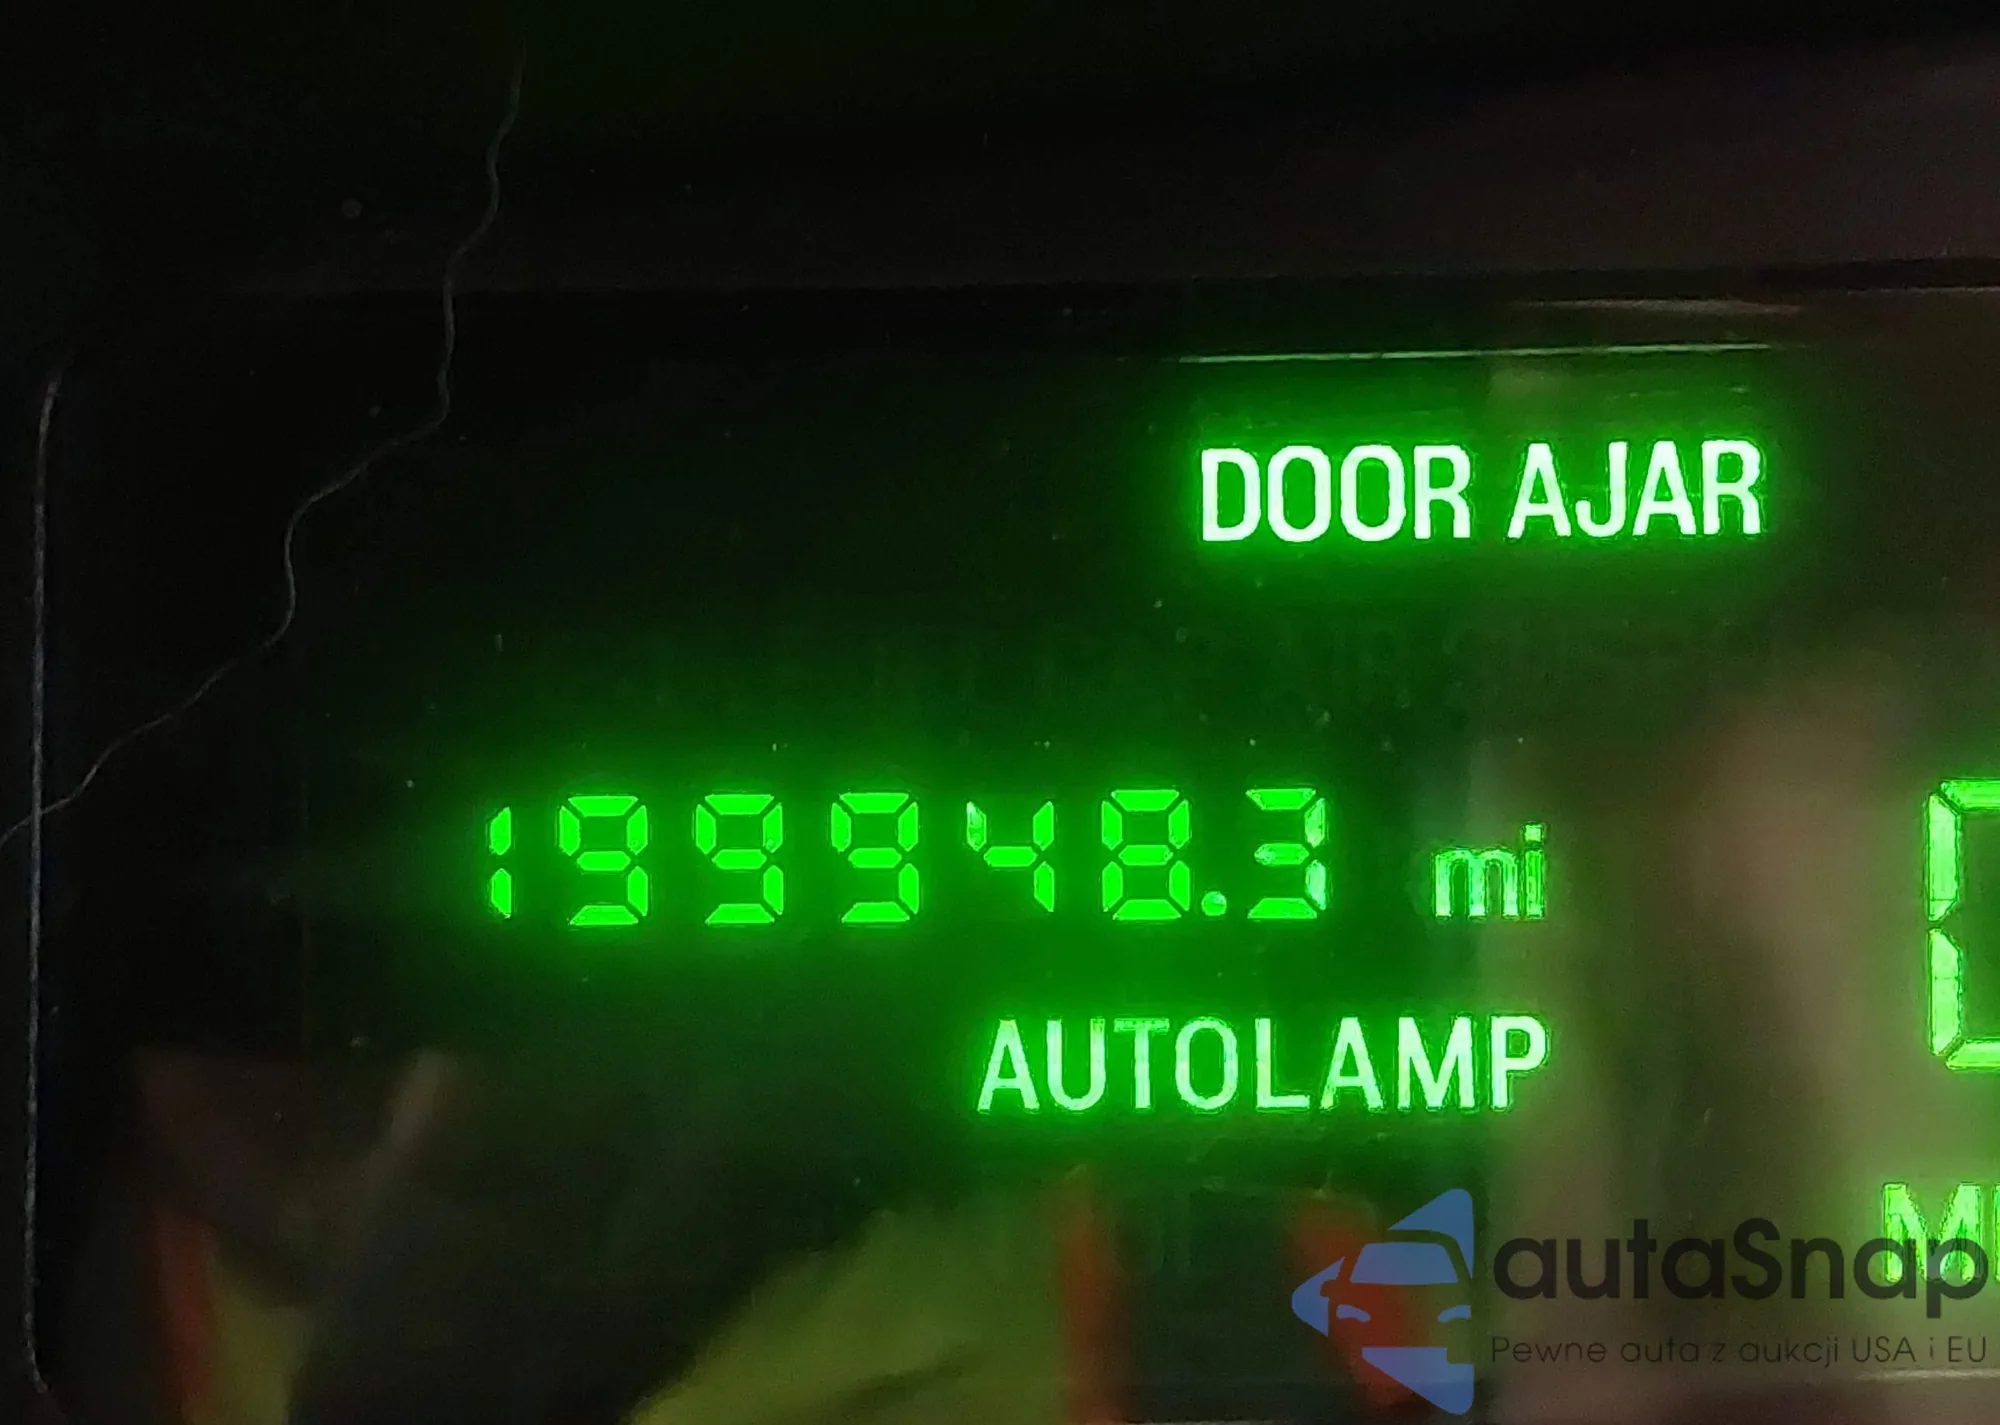 DOOR AJAR
199948.3 mi
AUTOLAMP
autaSnap
Pewne auta z aukcji USA i EU